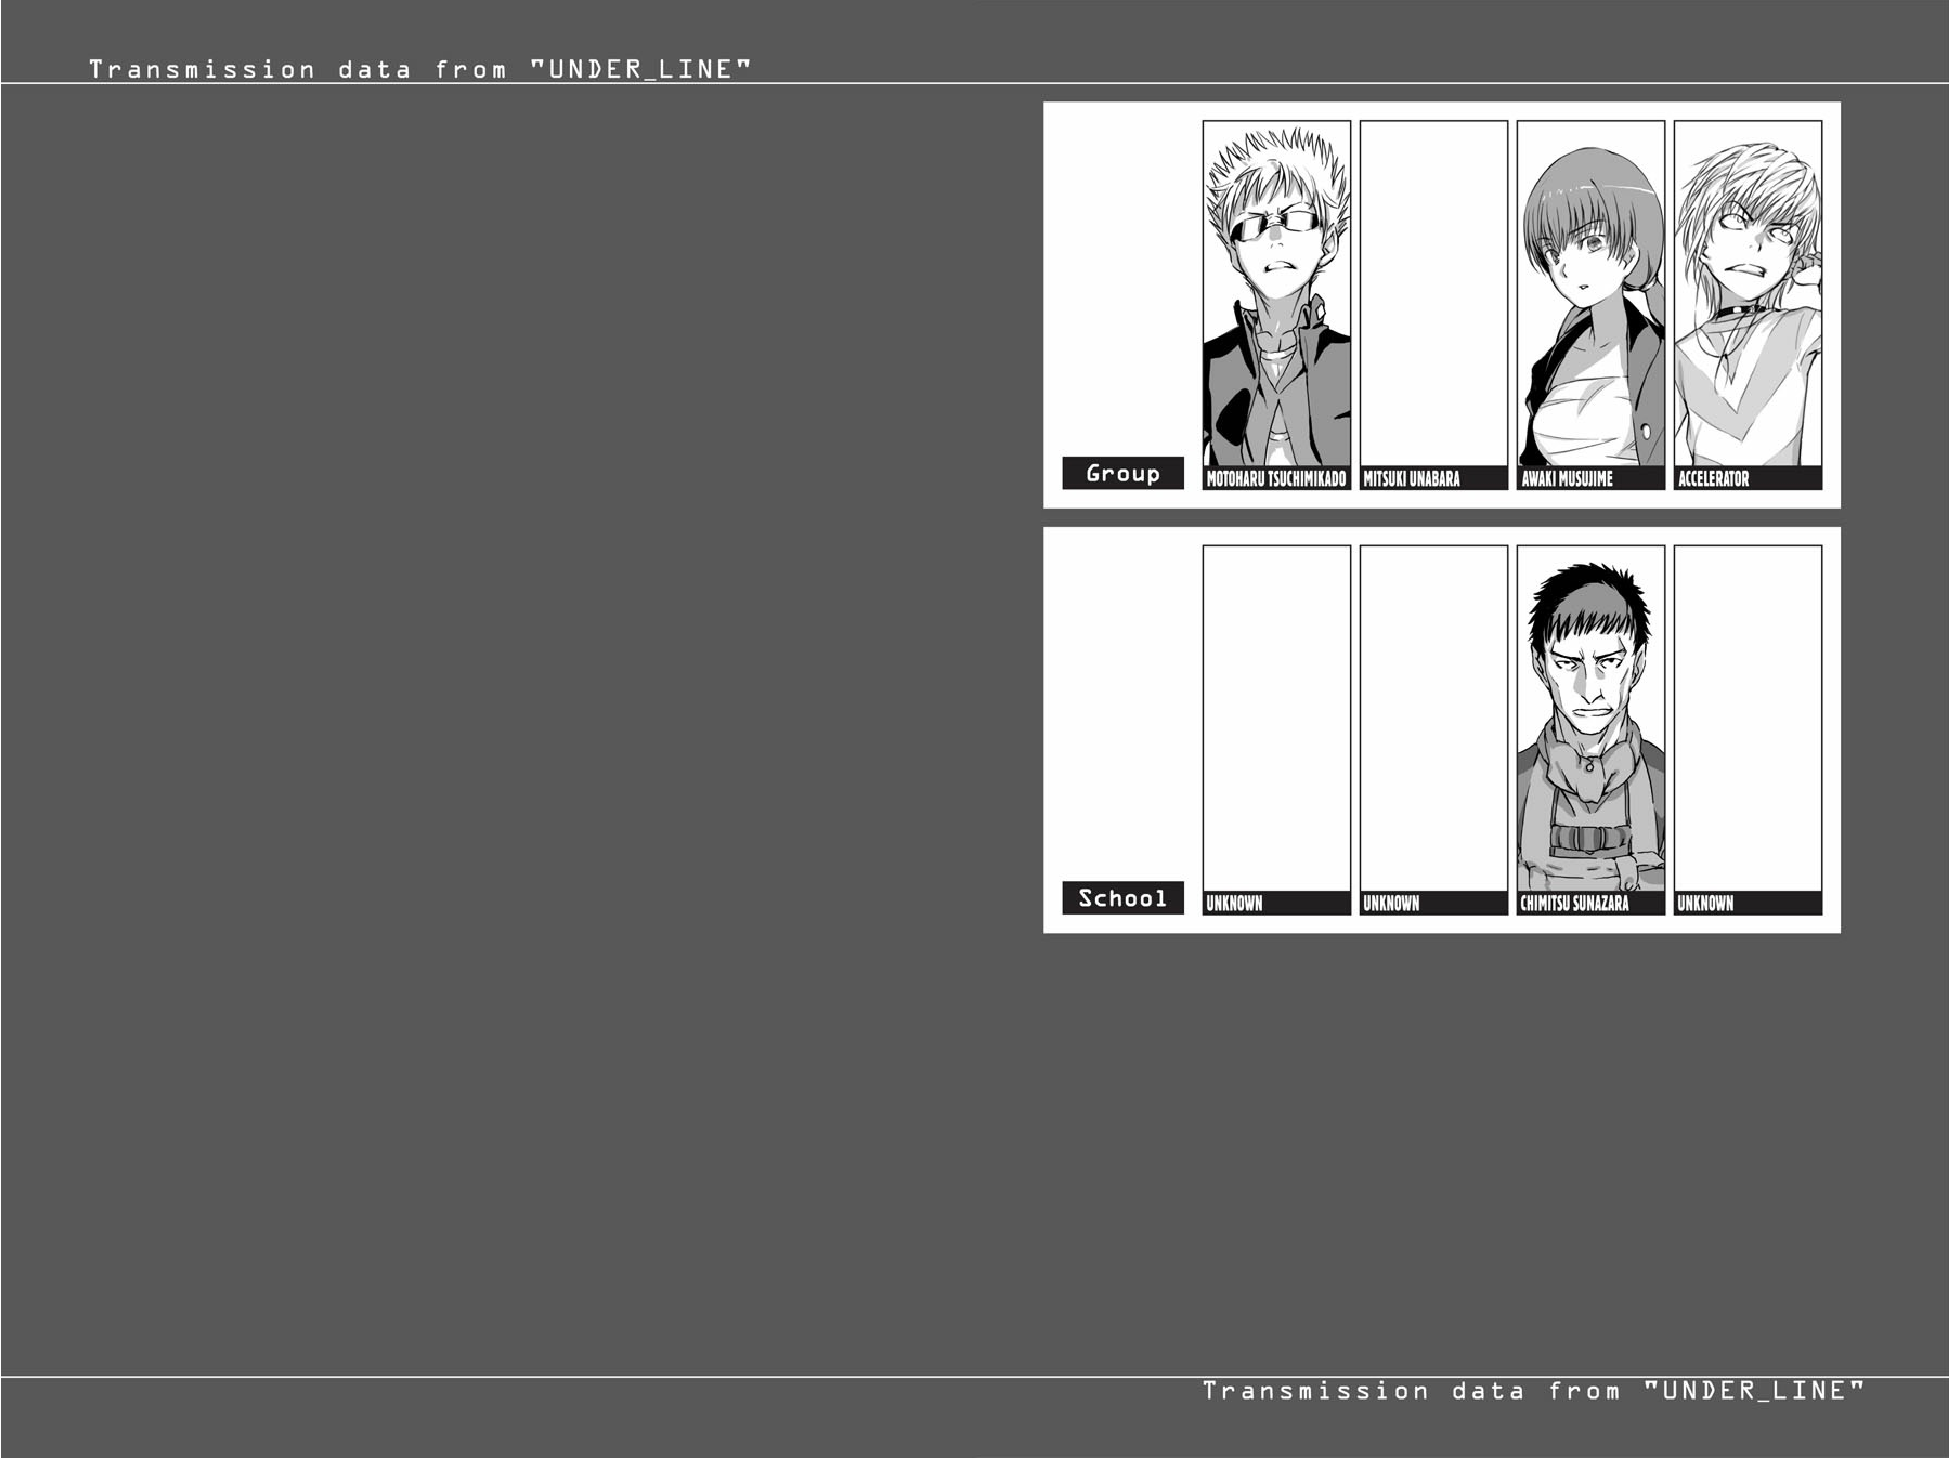 Transmission data from "UNDER_LINE"
Group
MOTOHARU TSUCHIMIKADO
MITSUKI UNABARA
AWAKI MUSUJIME
ACCELERATOR
School
UNKNOWN
UNKNOWN
CHIMITSU SUNAZARA
UNKNOWN
Transmission data from "UNDER_LINE"